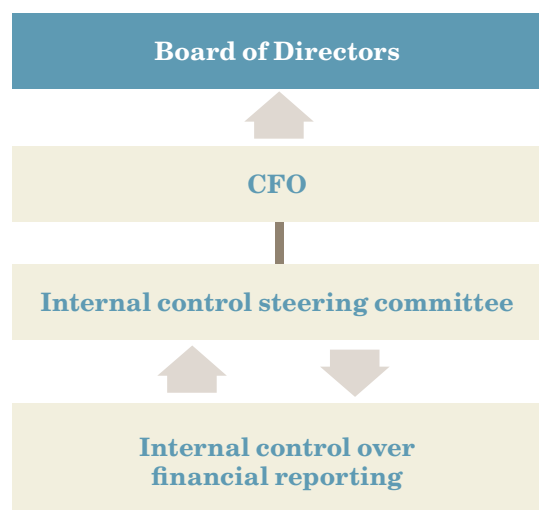 Board of Directors
CFO
Internal control steering committee
Internal control over
financial reporting